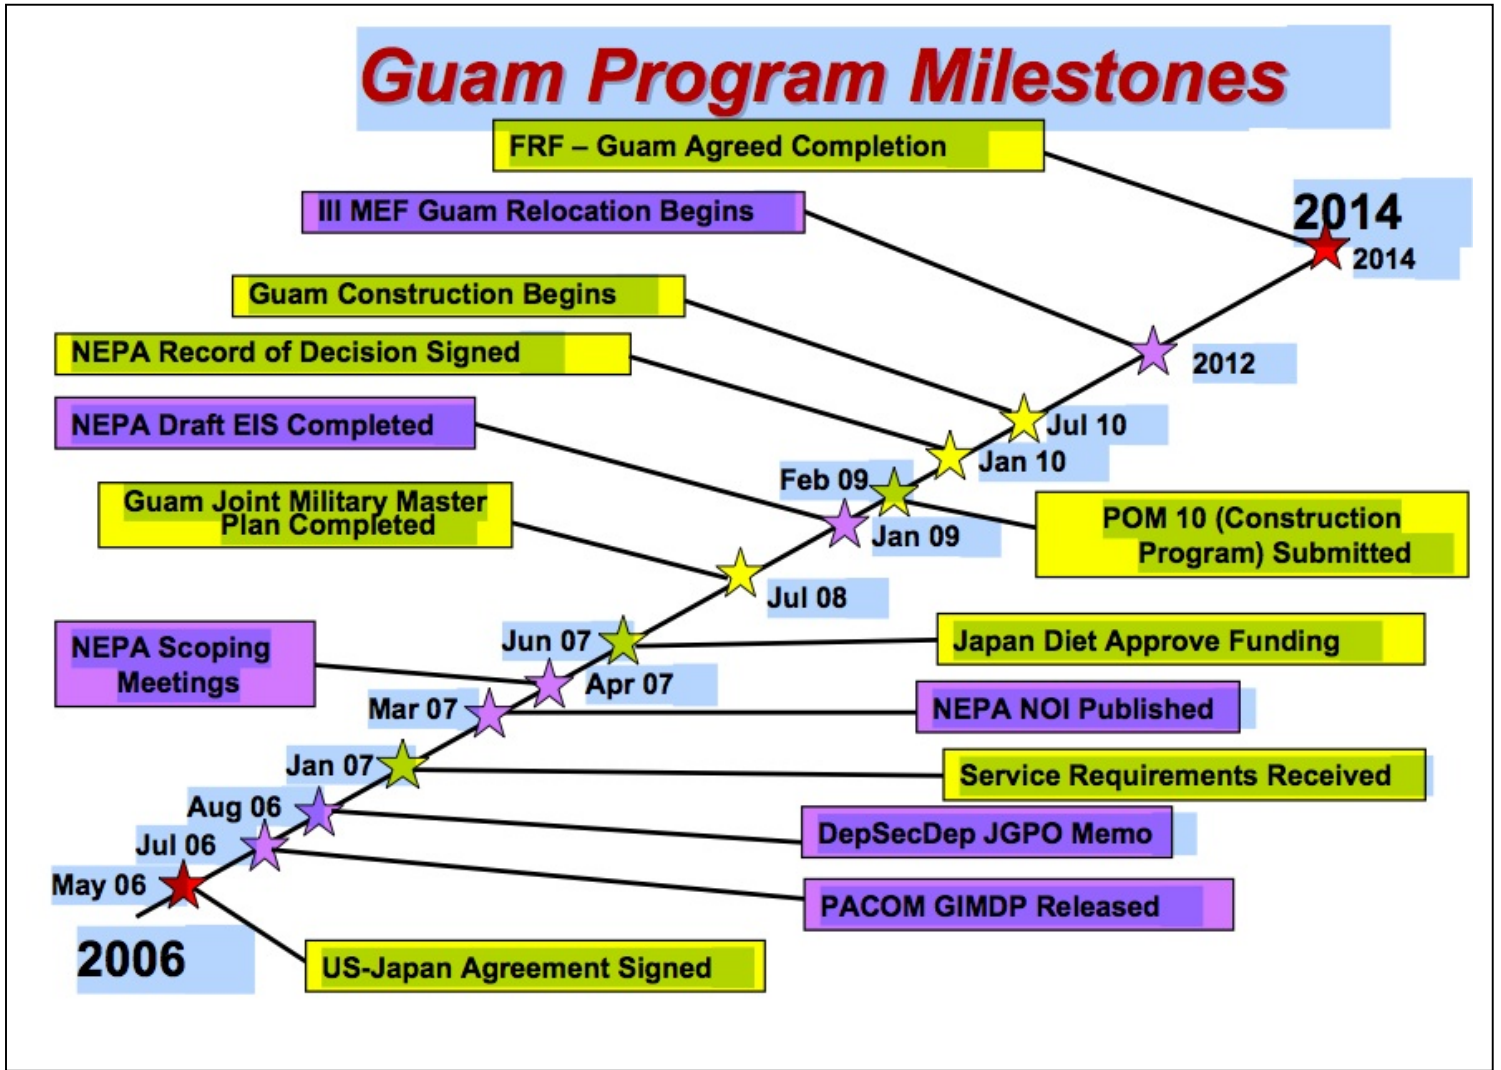 Guam Program Milestones
FRF – Guam Agreed Completion
2014
III MEF Guam Relocation Begins
2014
Guam Construction Begins
NEPA Record of Decision Signed
2012
NEPA Draft EIS Completed
Jul 10
Jan 10
Feb 09
Guam Joint Military Master
Plan Completed
POM 10 (Construction
Program) Submitted
Jan 09
Jul 08
NEPA Scoping
Meetings
Jun 07
Japan Diet Approve Funding
Apr 07
Mar 07
NEPA NOI Published
Jan 07
Service Requirements Received
Aug 06
DepSecDep JGPO Memo
Jul 06
May 06
PACOM GIMDP Released
2006
US-Japan Agreement Signed